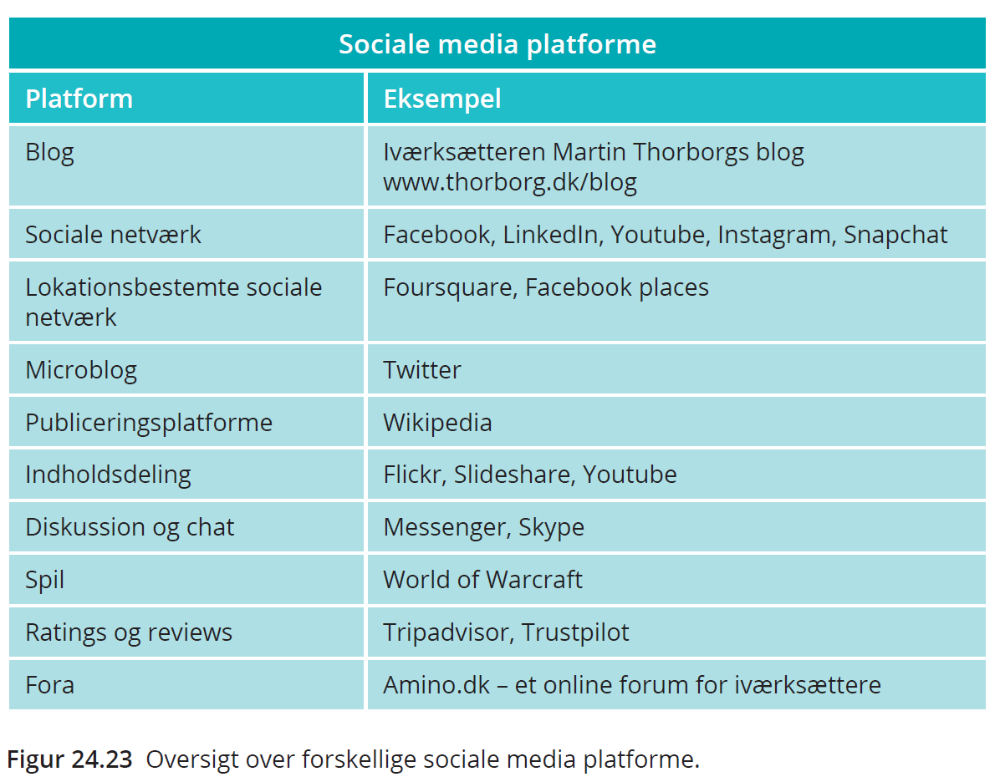 Sociale media platforme
Platform Eksempel
Blog Iværksætteren Martin Thorborgs blog
www.thorborg.dk/blog
Sociale netværk Facebook, LinkedIn, Youtube, Instagram, Snapchat
Lokationsbestemte sociale Foursquare, Facebook places
netværk
Microblog Twitter
Publiceringsplatforme Wikipedia
Indholdsdeling Flickr, Slideshare, Youtube
Diskussion og chat Messenger, Skype
Spil World of Warcraft
Ratings og reviews Tripadvisor, Trustpilot
Fora Amino.dk – et online forum for iværksættere
Figur 24.23 Oversigt over forskellige sociale media platforme.